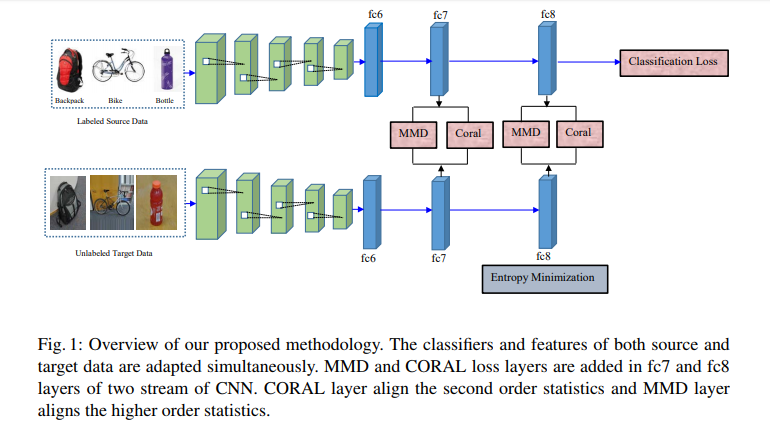 fc6 fc7 fc8
Classification Loss
Backpack Bike Bottle
Labeled Source Data
MMD Coral MMD Coral
Unlabeled Target Data
fc6 fc7 fc8
Entropy Minimization
Fig. 1: Overview of our proposed methodology. The classifiers and features of both source and
target data are adapted simultaneously. MMD and CORAL loss layers are added in fc7 and fc8
layers of two stream of CNN. CORAL layer align the second order statistics and MMD layer
aligns the higher order statistics.